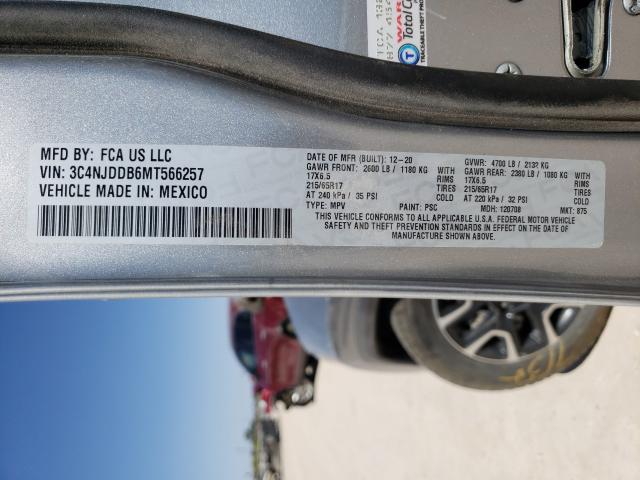 MFD BY: FCA US LLC
VIN: 3C4NJDDB6MT566257
VEHICLE MADE IN: MEXICO
DATE OF MFR (BUILT): 12-20
GVWR: 4700 LB / 2132 KG
GAWR FRONT: 2600 LB / 1180 KG
GAWR REAR: 2380 LB / 1080 KG
17X6.5 RIMS
17X6.5 RIMS
215/65R17 TIRES
215/65R17 TIRES
AT 240 kPa / 35 PSI COLD
AT 220 kPa / 32 PSI COLD
TYPE: MPV
PAINT: PSC
MDH: 120708
MKT: 875
THIS VEHICLE CONFORMS TO ALL APPLICABLE U.S.A. FEDERAL MOTOR VEHICLE
SAFETY AND THEFT PREVENTION STANDARDS IN EFFECT ON THE DATE OF
MANUFACTURE SHOWN ABOVE.
T Total